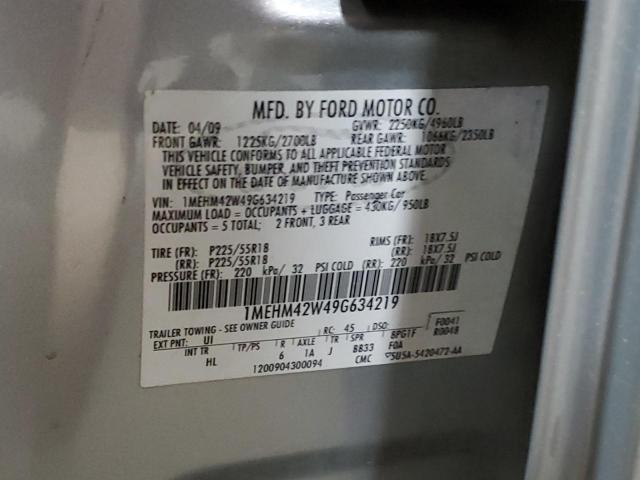 MFD. BY FORD MOTOR CO.
DATE: 04/09 GVWR: 2250KG/4960LB
FRONT GAWR: 1225KG/2700LB REAR GAWR: 1066KG/2350LB
THIS VEHICLE CONFORMS TO ALL APPLICABLE FEDERAL MOTOR
VEHICLE SAFETY, BUMPER, AND THEFT PREVENTION STANDARDS
IN EFFECT ON THE DATE OF MANUFACTURE SHOWN ABOVE.
VIN: 1MEHM42W49G634219 TYPE: Passenger Car
MAXIMUM LOAD = OCCUPANTS + LUGGAGE = 430KG/950LB
OCCUPANTS = 5 TOTAL: 2 FRONT, 3 REAR
TIRE (FR): P225/55R18 RIMS (FR): 18X7.5J
(RR): P225/55R18 (RR): 18X7.5J
PRESSURE (FR): 220 kPa/ 32 PSI COLD (RR): 220 kPa/ 32 PSI COLD
1MEHM42W49G634219
TRAILER TOWING - SEE OWNER GUIDE
EXT PNT: UI RC: 45 DSO: F0041
INT TR TP/PS R AXLE TR SPR BPGTF R0048
HL 6 1A J BB33 F0A
1200904300094 CMC 5U5A-5420472-AA